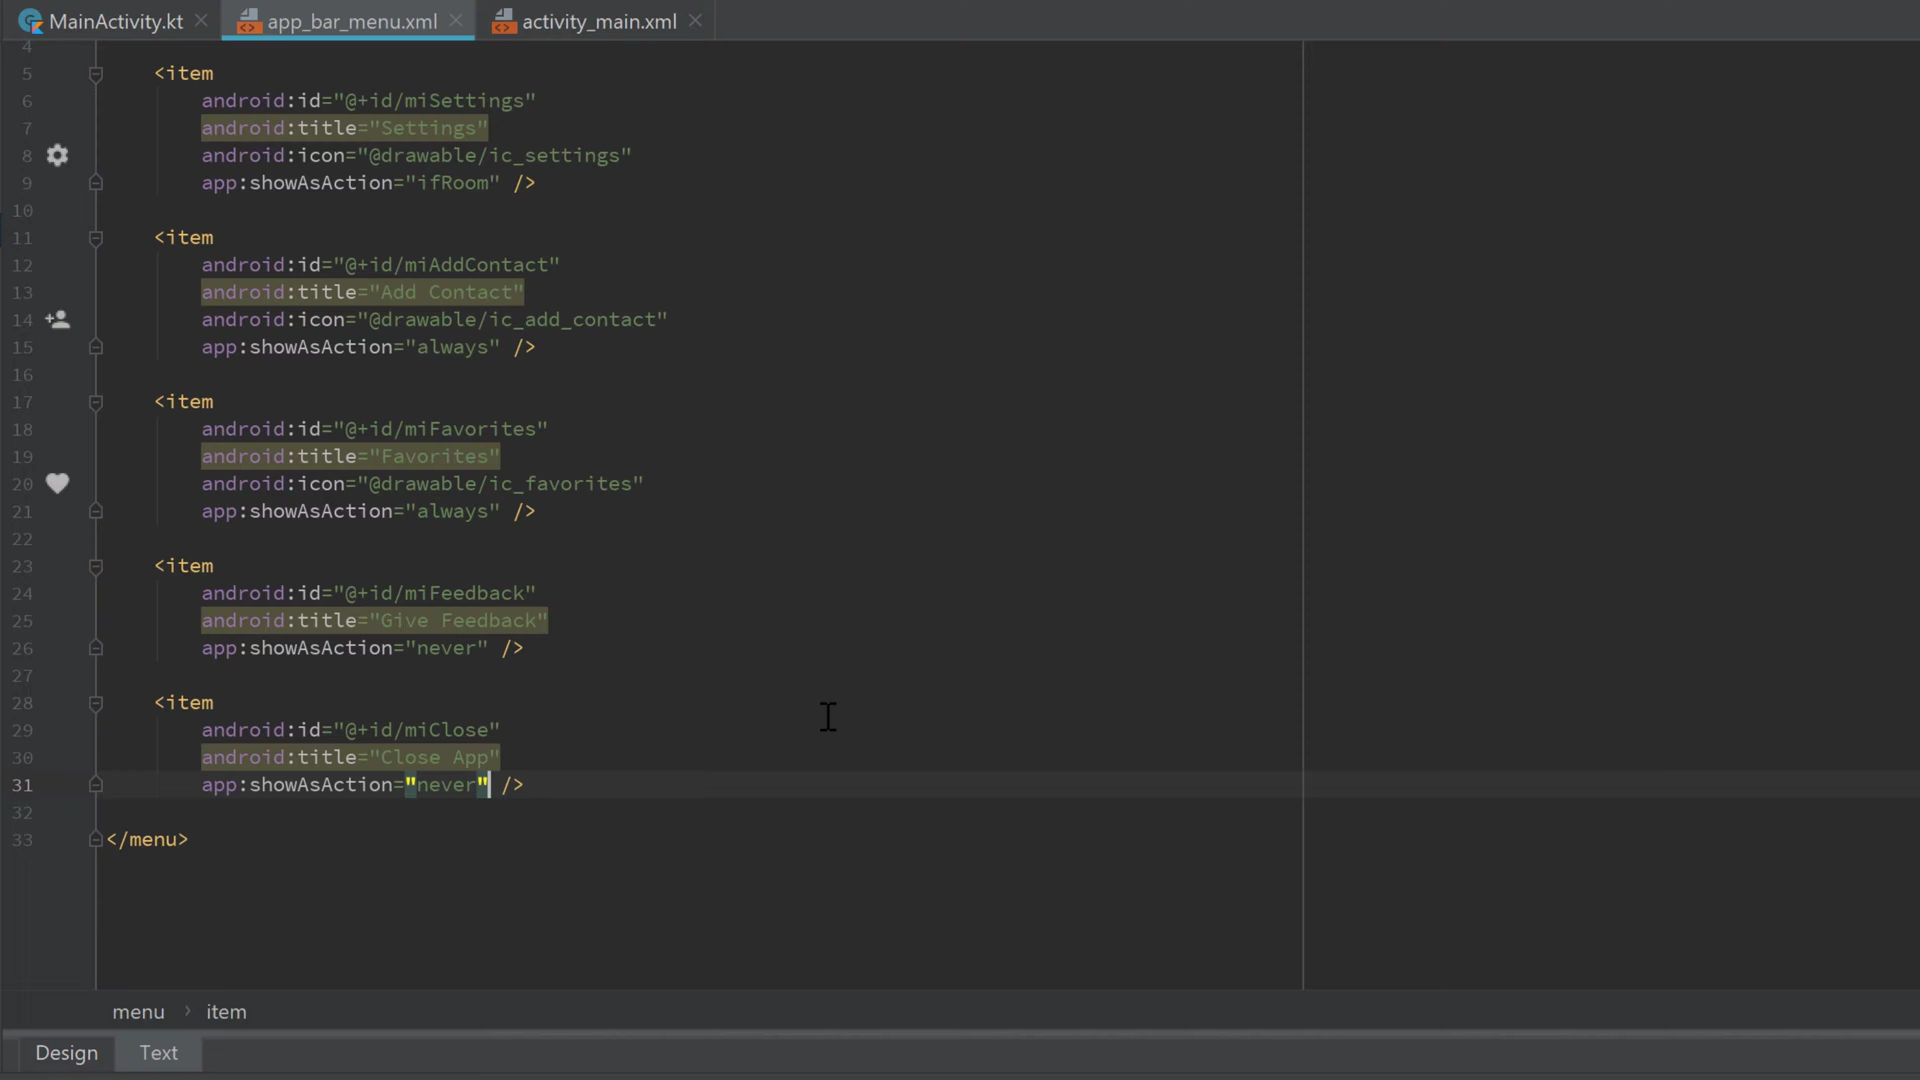 MainActivity.kt
app_bar_menu.xml
activity_main.xml
4
5 <item
6 android:id="@+id/miSettings"
7 android:title="Settings"
8 android:icon="@drawable/ic_settings"
9 app:showAsAction="ifRoom" />
10
11 <item
12 android:id="@+id/miAddContact"
13 android:title="Add Contact"
14 android:icon="@drawable/ic_add_contact"
15 app:showAsAction="always" />
16
17 <item
18 android:id="@+id/miFavorites"
19 android:title="Favorites"
20 android:icon="@drawable/ic_favorites"
21 app:showAsAction="always" />
22
23 <item
24 android:id="@+id/miFeedback"
25 android:title="Give Feedback"
26 app:showAsAction="never" />
27
28 <item
29 android:id="@+id/miClose"
30 android:title="Close App"
31 app:showAsAction="never" />
32
33 </menu>
menu › item
Design Text